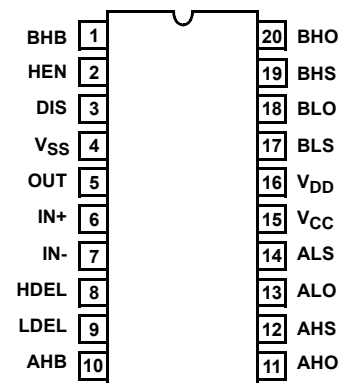 BHB 1 20 BHO
HEN 2 19 BHS
DIS 3 18 BLO
VSS 4 17 BLS
OUT 5 16 VDD
IN+ 6 15 VCC
IN- 7 14 ALS
HDEL 8 13 ALO
LDEL 9 12 AHS
AHB 10 11 AHO